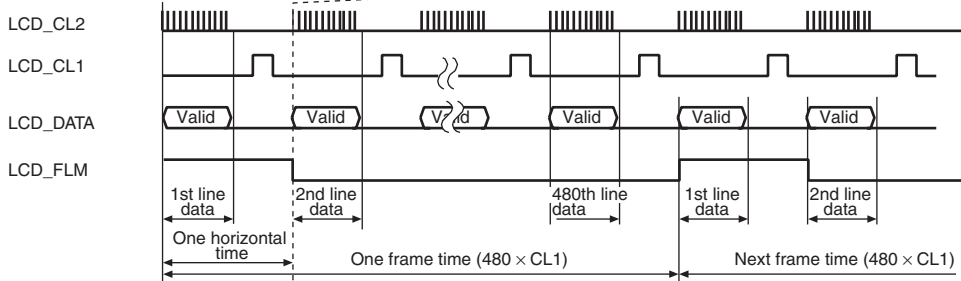 LCD_CL2
LCD_CL1
LCD_DATA
Valid
Valid
Valid
Valid
Valid
Valid
LCD_FLM
1st line
data
2nd line
data
480th line
data
1st line
data
2nd line
data
One horizontal
time
One frame time (480 × CL1)
Next frame time (480 × CL1)